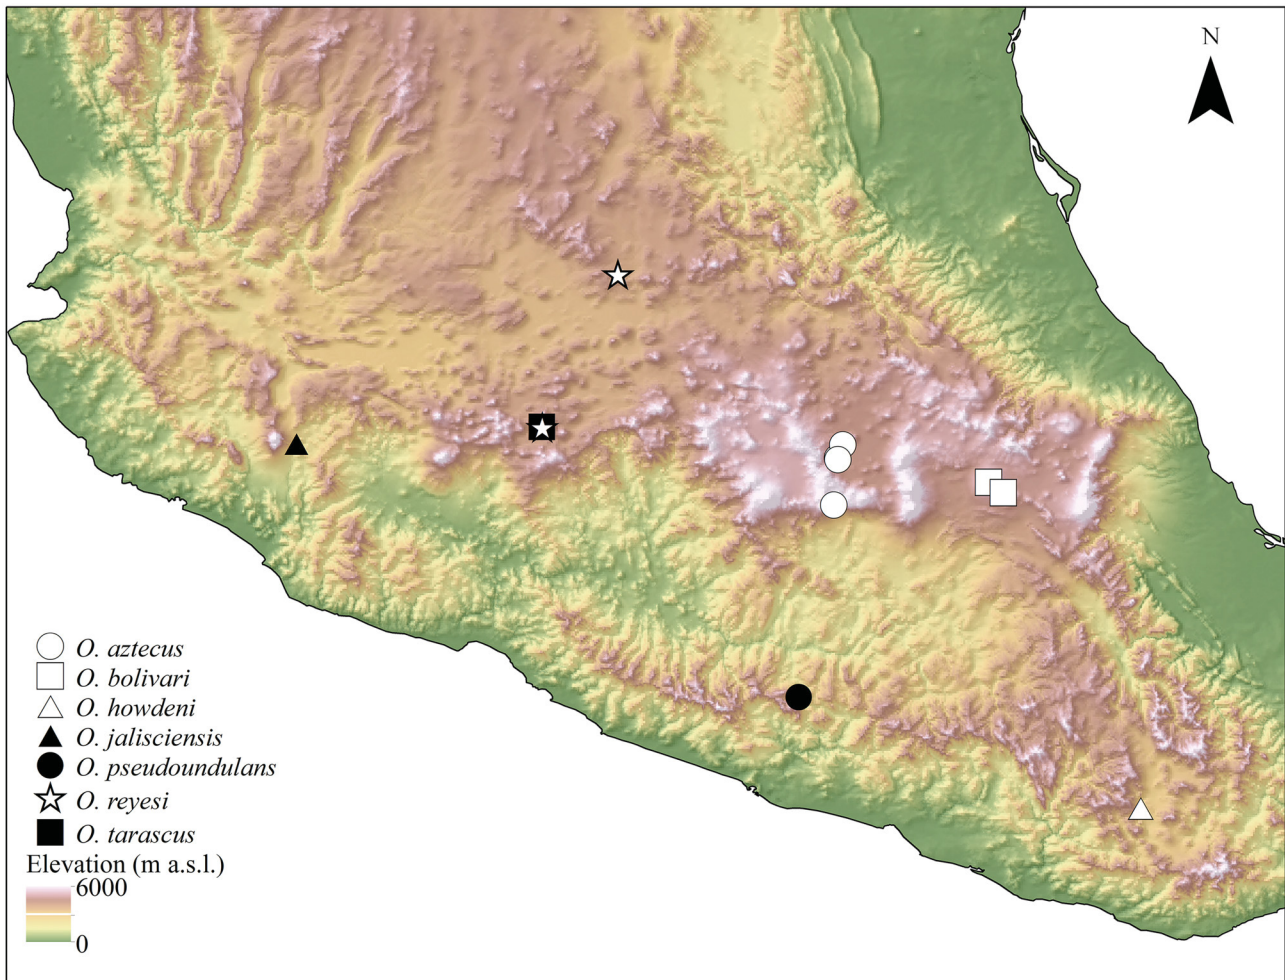 N
O. aztecus
O. bolivari
O. howdeni
O. jalisciensis
O. pseudoundulans
O. reyesi
O. tarascus
Elevation (m a.s.l.)
6000
0